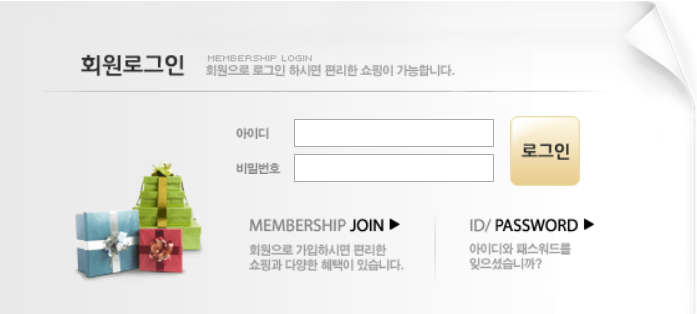 회원로그인
MEMBERSHIP LOGIN
회원으로 로그인 하시면 편리한 쇼핑이 가능합니다.
아이디
비밀번호
로그인
MEMBERSHIP JOIN ▶
회원으로 가입하시면 편리한
쇼핑과 다양한 혜택이 있습니다.
ID/ PASSWORD ▶
아이디와 패스워드를
잊으셨습니까?